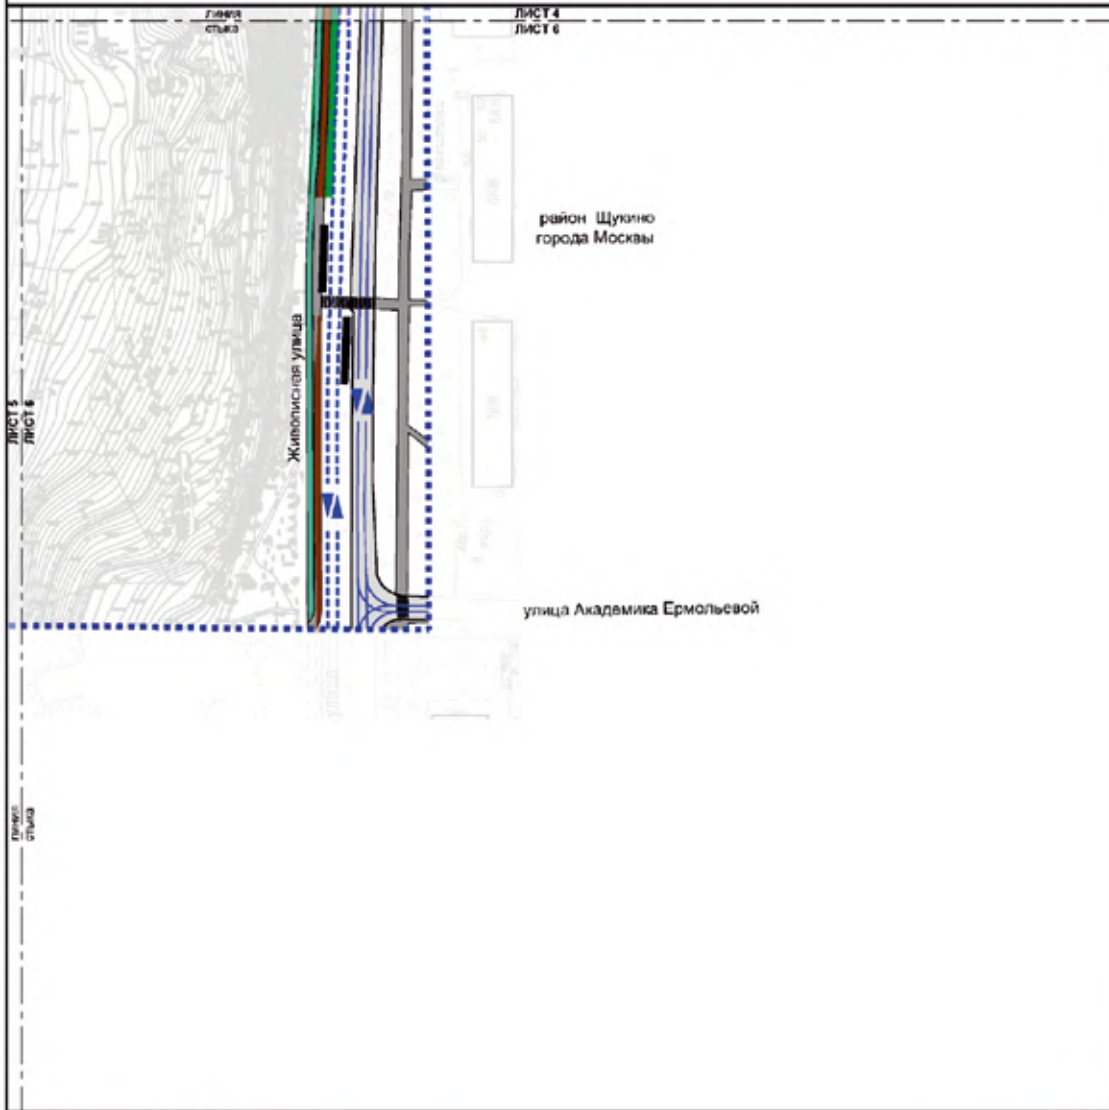 линия
стыка
ЛИСТ 4
ЛИСТ 6
район Щукино
города Москвы
Живописная улица
ЛИСТ 5
ЛИСТ 6
улица Академика Ермольевой
линия
стыка